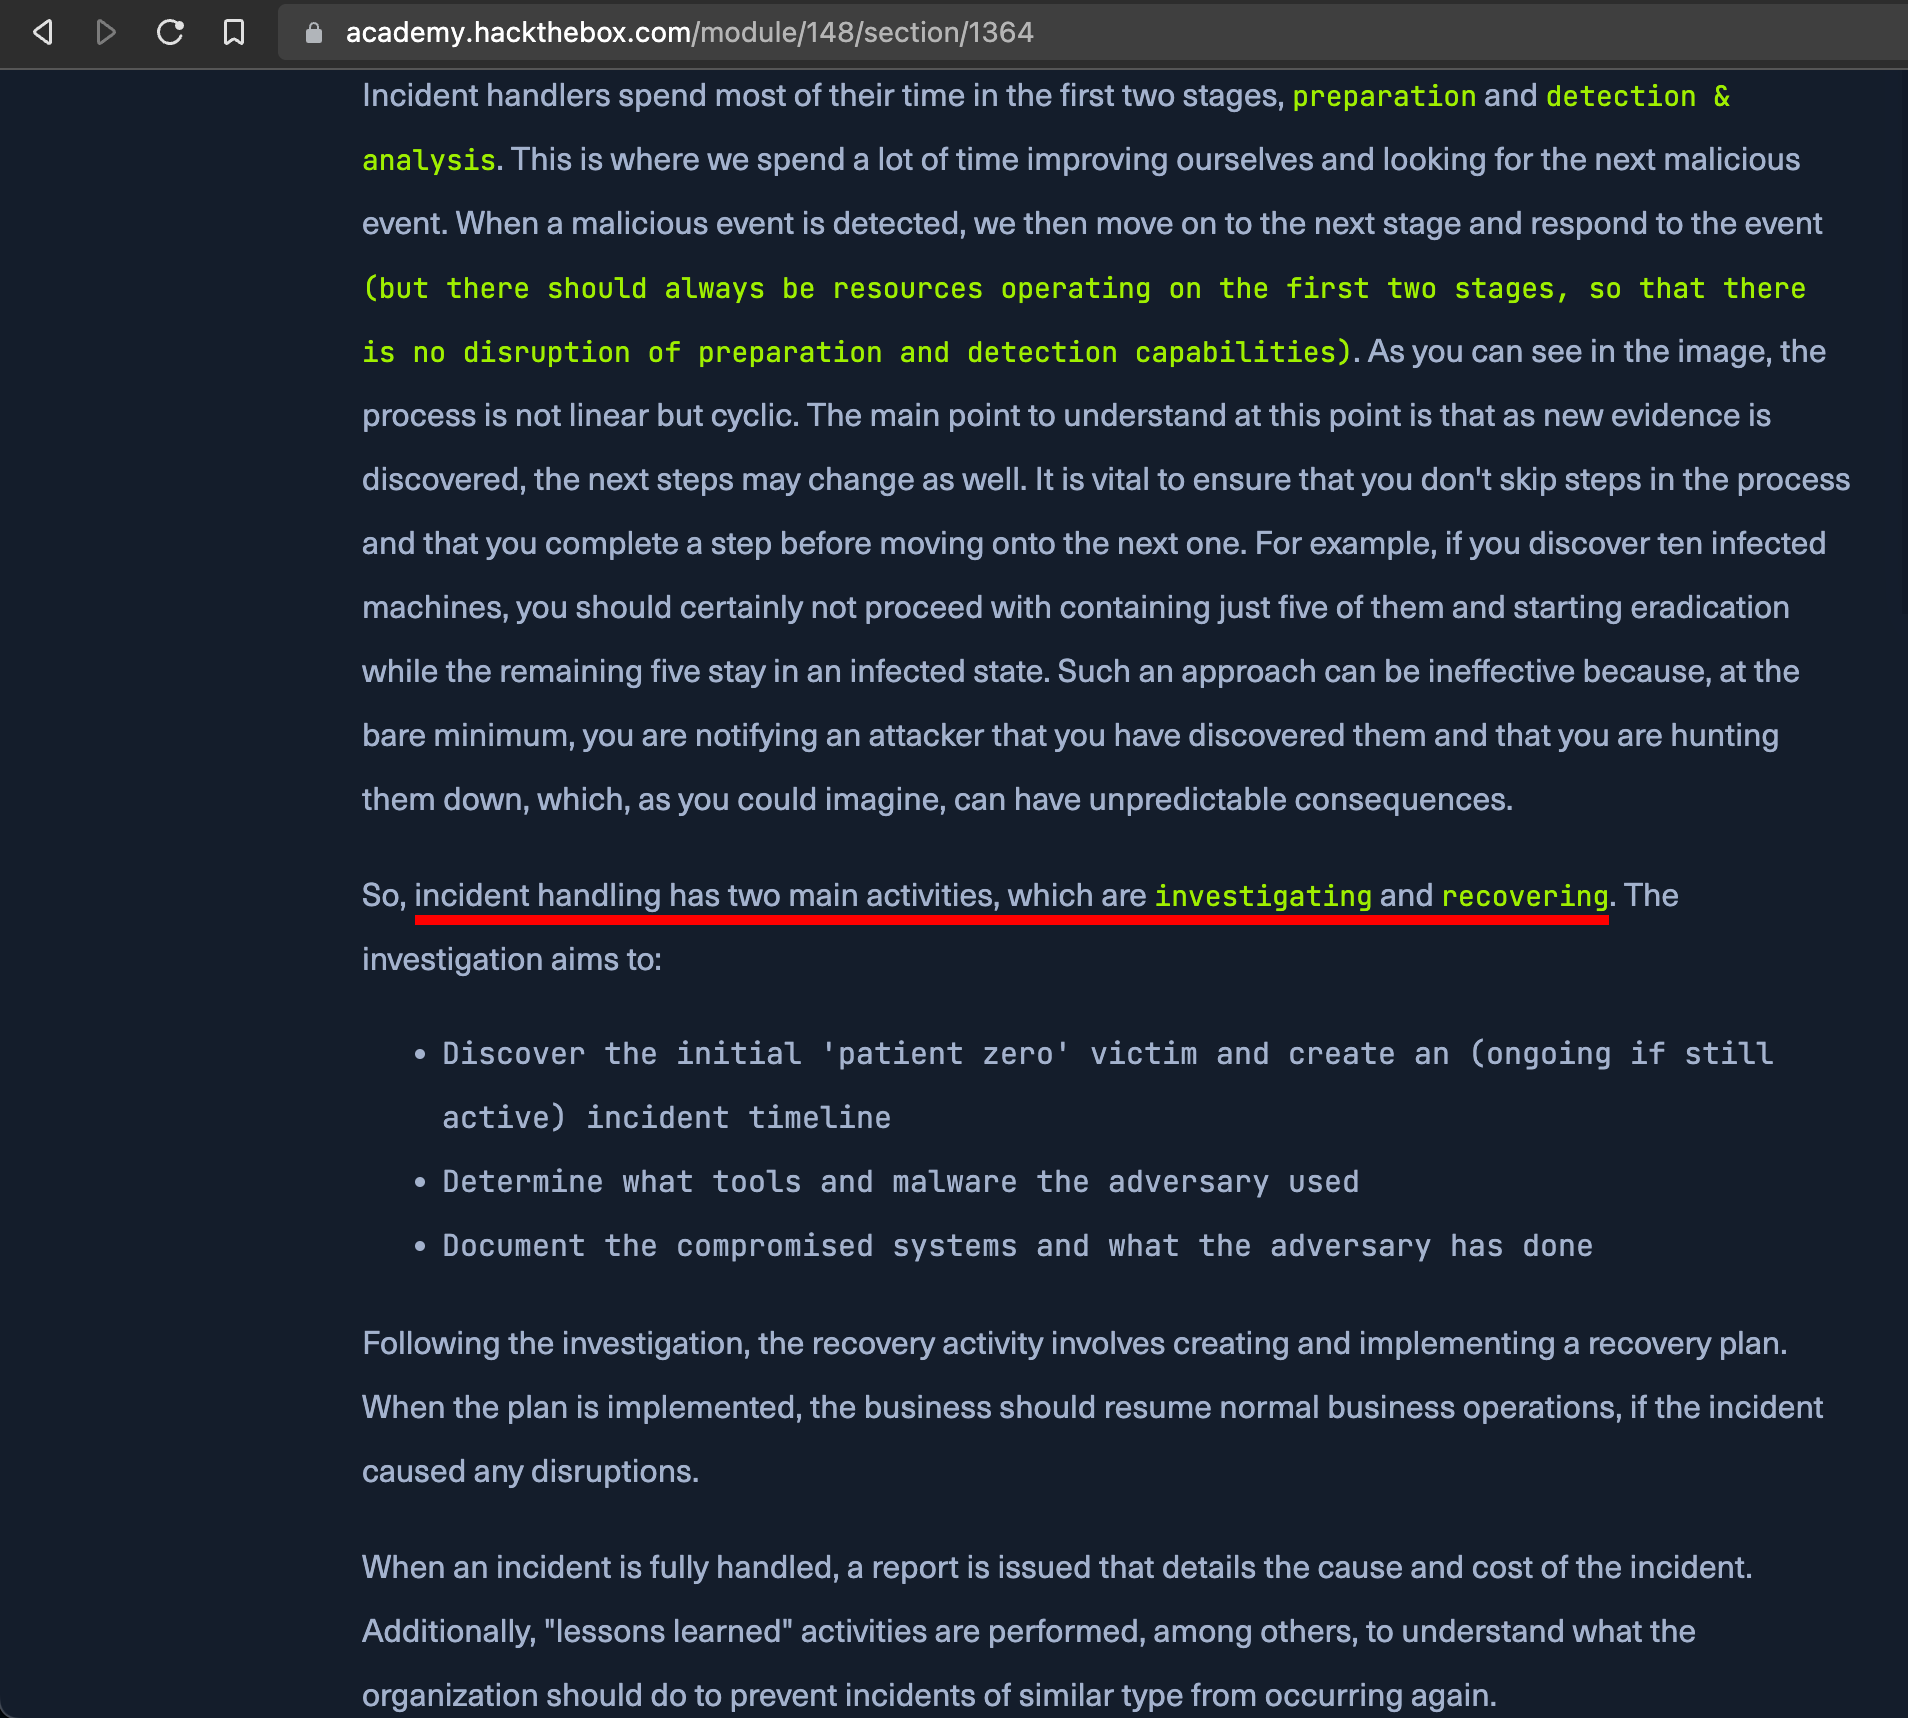 academy.hackthebox.com/module/148/section/1364
Incident handlers spend most of their time in the first two stages, preparation and detection &
analysis. This is where we spend a lot of time improving ourselves and looking for the next malicious
event. When a malicious event is detected, we then move on to the next stage and respond to the event
(but there should always be resources operating on the first two stages, so that there
is no disruption of preparation and detection capabilities). As you can see in the image, the
process is not linear but cyclic. The main point to understand at this point is that as new evidence is
discovered, the next steps may change as well. It is vital to ensure that you don't skip steps in the process
and that you complete a step before moving onto the next one. For example, if you discover ten infected
machines, you should certainly not proceed with containing just five of them and starting eradication
while the remaining five stay in an infected state. Such an approach can be ineffective because, at the
bare minimum, you are notifying an attacker that you have discovered them and that you are hunting
them down, which, as you could imagine, can have unpredictable consequences.
So, incident handling has two main activities, which are investigating and recovering. The
investigation aims to:
• Discover the initial 'patient zero' victim and create an (ongoing if still
active) incident timeline
• Determine what tools and malware the adversary used
• Document the compromised systems and what the adversary has done
Following the investigation, the recovery activity involves creating and implementing a recovery plan.
When the plan is implemented, the business should resume normal business operations, if the incident
caused any disruptions.
When an incident is fully handled, a report is issued that details the cause and cost of the incident.
Additionally, "lessons learned" activities are performed, among others, to understand what the
organization should do to prevent incidents of similar type from occurring again.